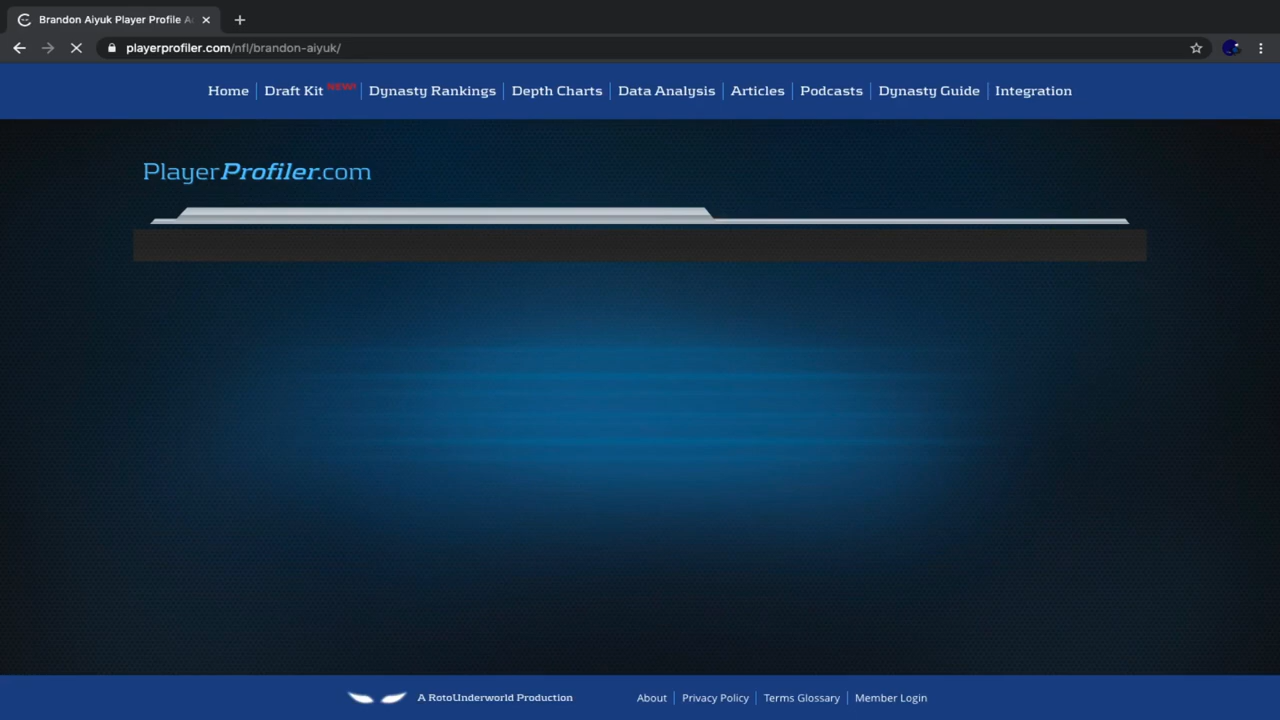 Brandon Aiyuk Player Profile A
playerprofiler.com/nfl/brandon-aiyuk/
Home
Draft Kit NEW!
Dynasty Rankings
Depth Charts
Data Analysis
Articles
Podcasts
Dynasty Guide
Integration
PlayerProfiler.com
A RotoUnderworld Production
About
Privacy Policy
Terms Glossary
Member Login